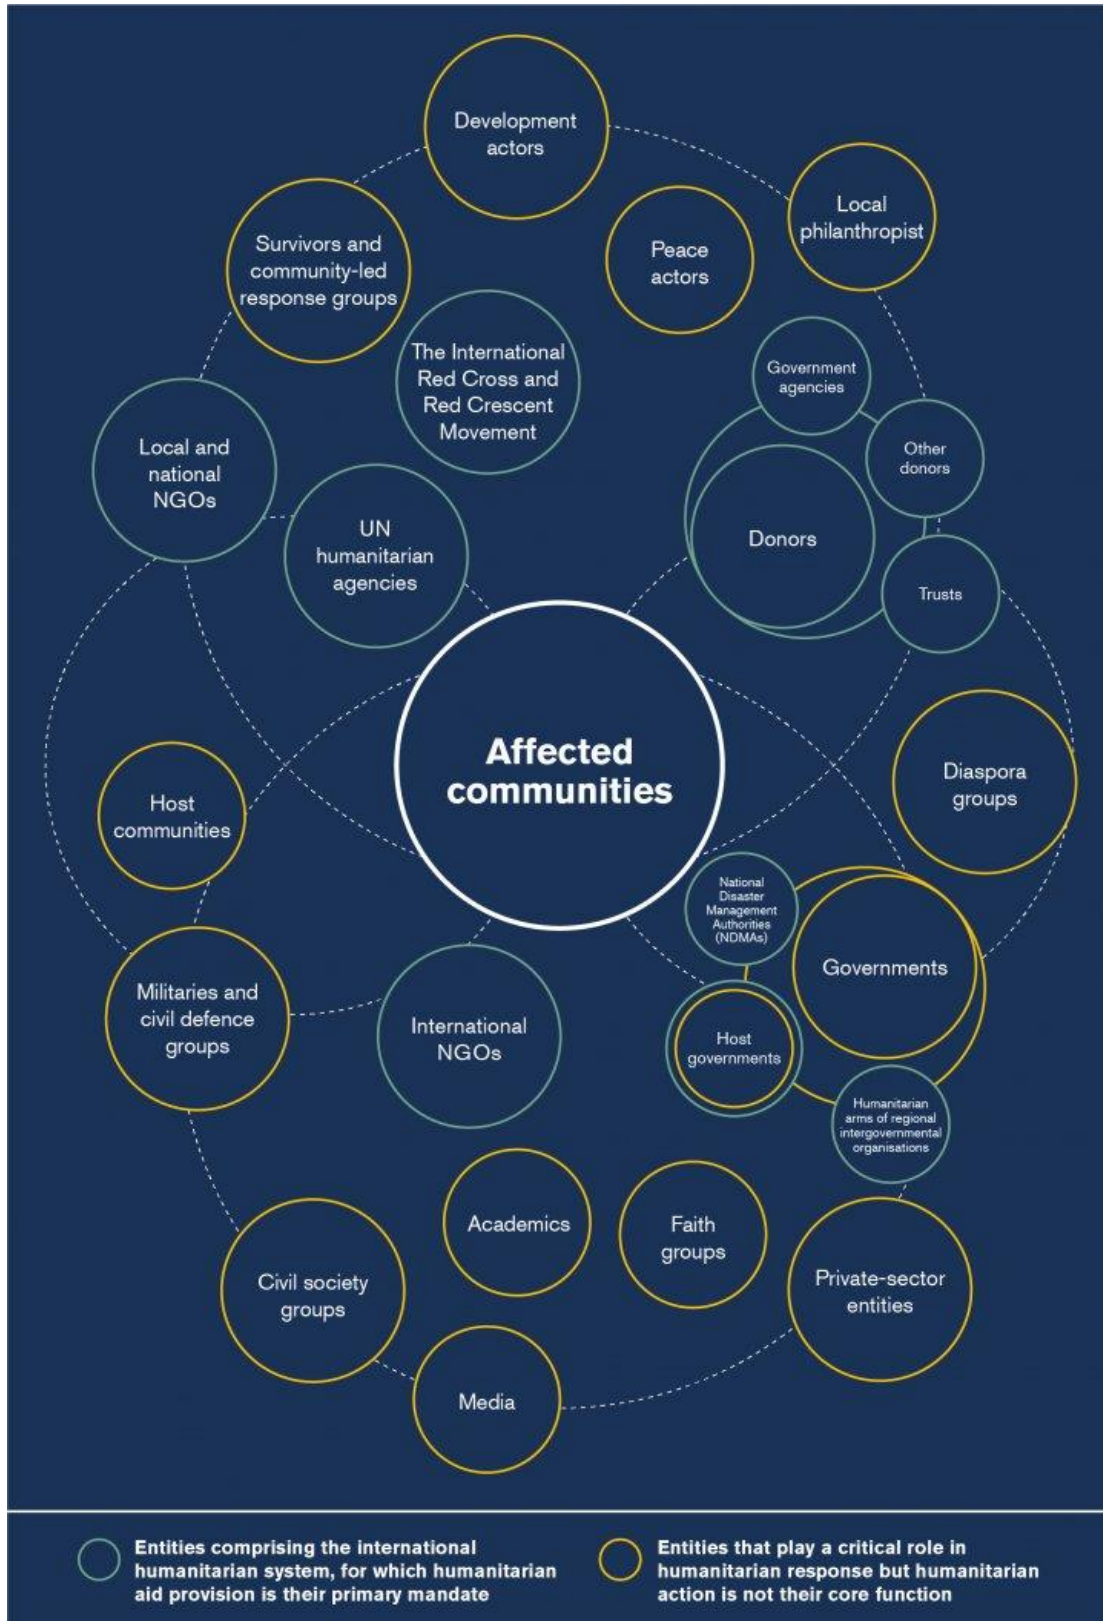 Development
actors
Local
philanthropist
Survivors and
community-led
response groups
Peace
actors
The International
Red Cross and
Red Crescent
Movement
Government
agencies
Local and
national
NGOs
Other
donors
UN
humanitarian
agencies
Donors
Trusts
Affected
communities
Diaspora
groups
Host
communities
National
Disaster
Management
Authorities
(NDMAs)
Governments
Militaries and
civil defence
groups
International
NGOs
Host
governments
Humanitarian
arms of regional
intergovernmental
organisations
Academics
Faith
groups
Civil society
groups
Private-sector
entities
Media
Entities comprising the international
humanitarian system, for which humanitarian
aid provision is their primary mandate
Entities that play a critical role in
humanitarian response but humanitarian
action is not their core function